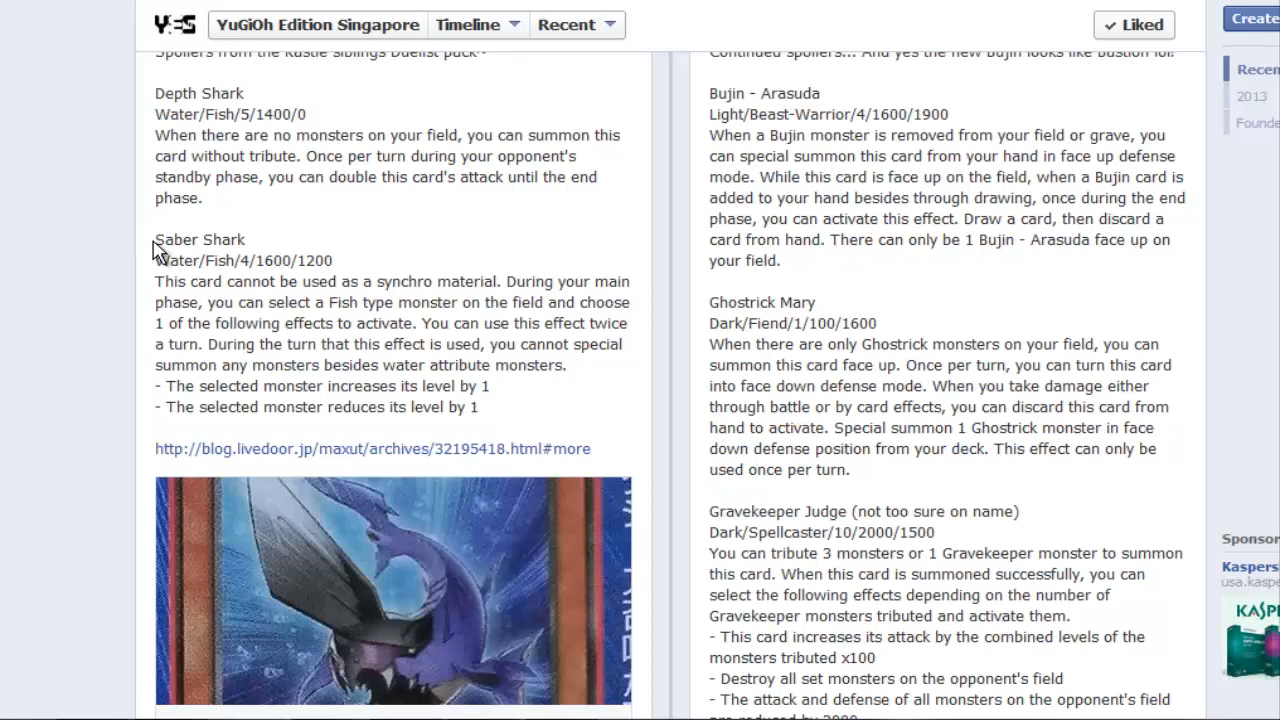 YES YuGiOh Edition Singapore Timeline Recent Liked
Create
Spoilers from the Kastle siblings Duelist pack~
Depth Shark
Water/Fish/5/1400/0
When there are no monsters on your field, you can summon this
card without tribute. Once per turn during your opponent's
standby phase, you can double this card's attack until the end
phase.
Saber Shark
Water/Fish/4/1600/1200
This card cannot be used as a synchro material. During your main
phase, you can select a Fish type monster on the field and choose
1 of the following effects to activate. You can use this effect twice
a turn. During the turn that this effect is used, you cannot special
summon any monsters besides water attribute monsters.
- The selected monster increases its level by 1
- The selected monster reduces its level by 1
http://blog.livedoor.jp/maxut/archives/32195418.html#more
Continued spoilers... And yes the new Bujin looks like Bastion lol!
Bujin - Arasuda
Light/Beast-Warrior/4/1600/1900
When a Bujin monster is removed from your field or grave, you
can special summon this card from your hand in face up defense
mode. While this card is face up on the field, when a Bujin card is
added to your hand besides through drawing, once during the end
phase, you can activate this effect. Draw a card, then discard a
card from hand. There can only be 1 Bujin - Arasuda face up on
your field.
Ghostrick Mary
Dark/Fiend/1/100/1600
When there are only Ghostrick monsters on your field, you can
summon this card face up. Once per turn, you can turn this card
into face down defense mode. When you take damage either
through battle or by card effects, you can discard this card from
hand to activate. Special summon 1 Ghostrick monster in face
down defense position from your deck. This effect can only be
used once per turn.
Gravekeeper Judge (not too sure on name)
Dark/Spellcaster/10/2000/1500
You can tribute 3 monsters or 1 Gravekeeper monster to summon
this card. When this card is summoned successfully, you can
select the following effects depending on the number of
Gravekeeper monsters tributed and activate them.
- This card increases its attack by the combined levels of the
monsters tributed x100
- Destroy all set monsters on the opponent's field
- The attack and defense of all monsters on the opponent's field
are reduced by 2000
Recen
2013
Founde
Sponsor
Kaspers
usa.kaspe
KASP